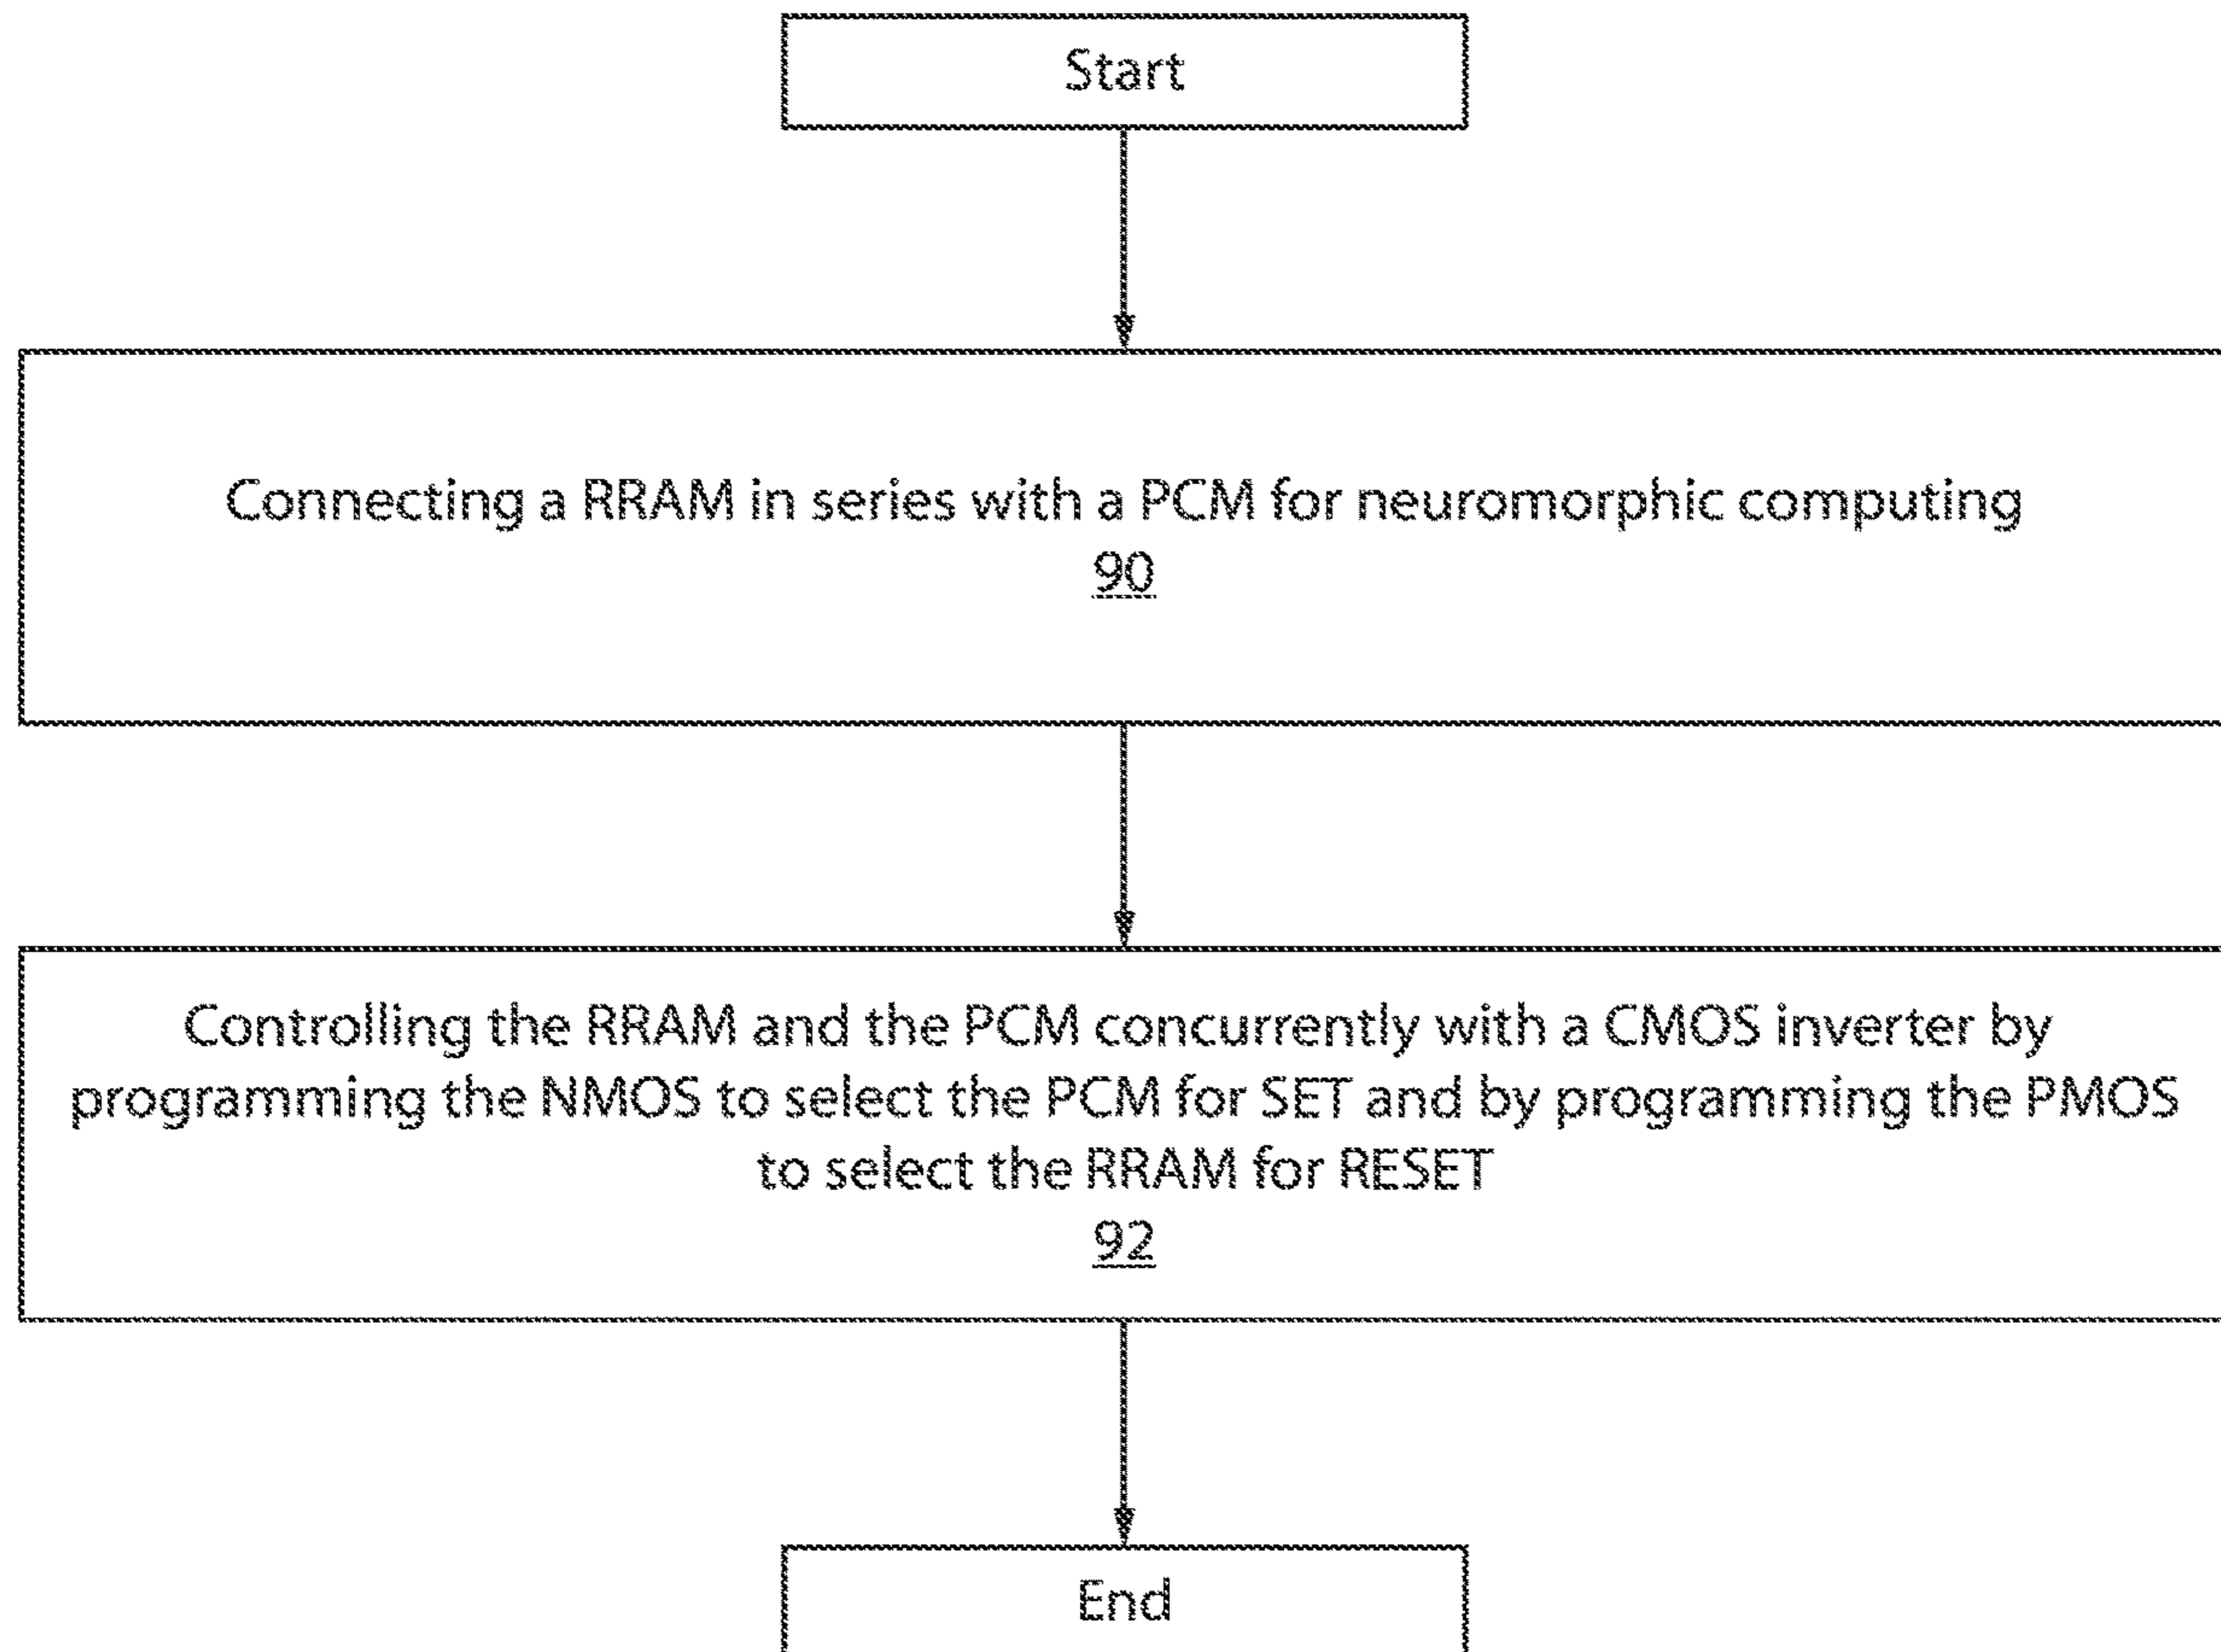 Start
Connecting a RRAM in series with a PCM for neuromorphic computing
90
Controlling the RRAM and the PCM concurrently with a CMOS inverter by
programming the NMOS to select the PCM for SET and by programming the PMOS
to select the RRAM for RESET
92
End